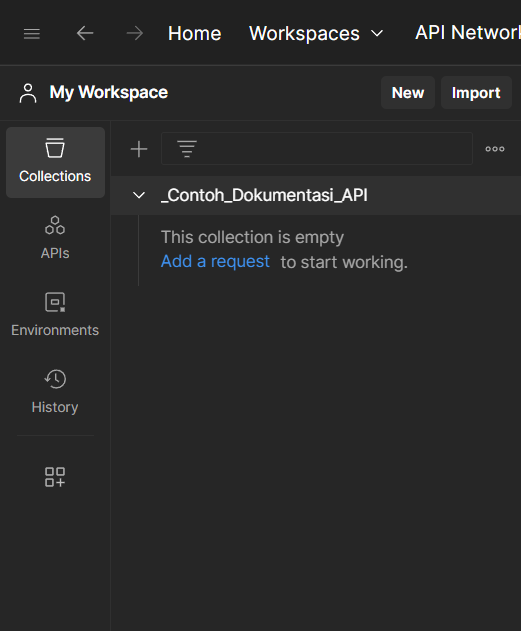 Home Workspaces API Network
My Workspace New Import
Collections
_Contoh_Dokumentasi_API
This collection is empty
Add a request to start working.
APIs
Environments
History